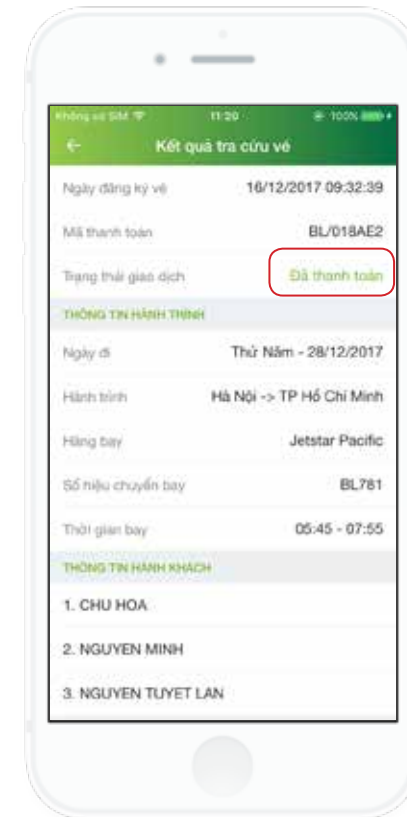 Không có SIM 11:20 100%
Kết quả tra cứu vé
Ngày đăng ký vé 16/12/2017 09:32:39
Mã thanh toán BL/018AE2
Trạng thái giao dịch Đã thanh toán
THÔNG TIN HÀNH TRÌNH
Ngày đi Thứ Năm - 28/12/2017
Hành trình Hà Nội -> TP Hồ Chí Minh
Hãng bay Jetstar Pacific
Số hiệu chuyến bay BL781
Thời gian bay 05:45 - 07:55
THÔNG TIN HÀNH KHÁCH
1. CHU HOA
2. NGUYEN MINH
3. NGUYEN TUYET LAN